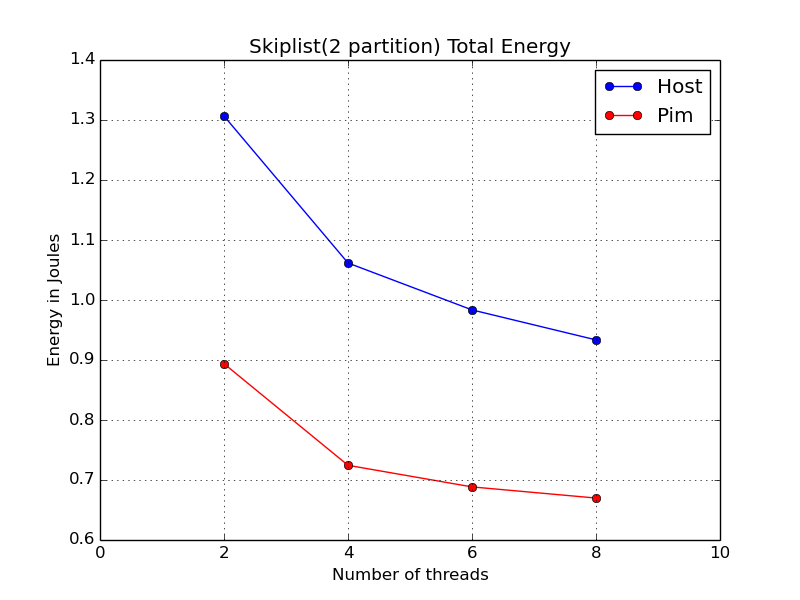 Skiplist(2 partition) Total Energy
1.4
1.3
1.2
1.1
1.0
0.9
0.8
0.7
0.6
Energy in Joules
Host
Pim
0 2 4 6 8 10
Number of threads